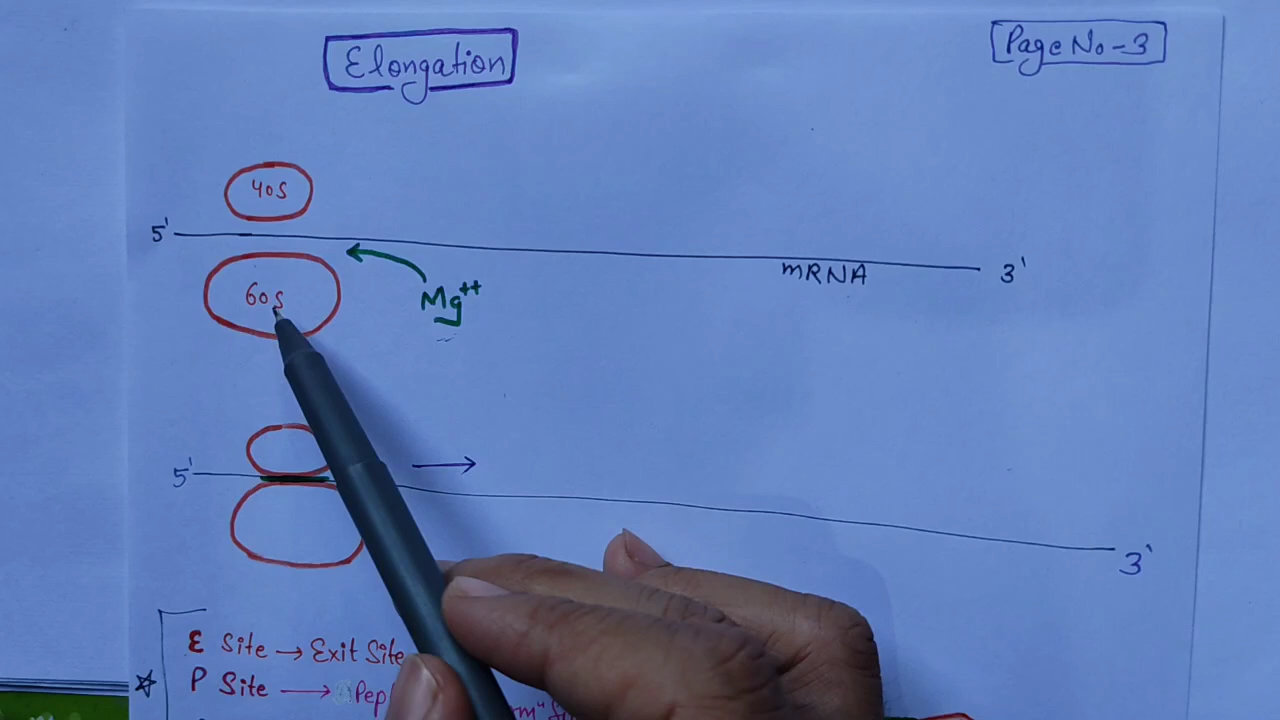 Elongation
Page No-3
40S
5' 3'
mRNA
60S
Mg++
5'
3'
E Site → Exit Site
P Site →